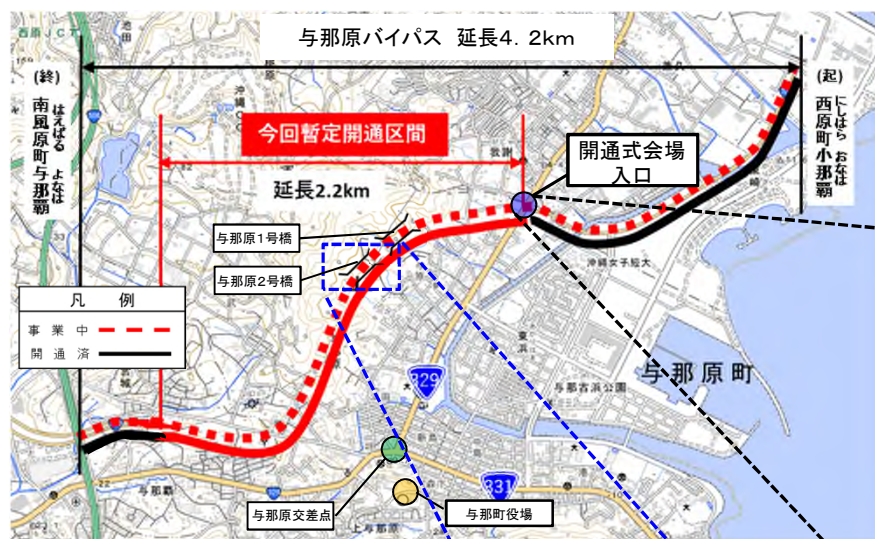 与那原バイパス 延長4.2km
西原JCT
池田
(終)
南風原町与那覇
はえばる よなは
(起)
西原町小那覇
にしはら おなは
今回暫定開通区間
延長2.2km
我謝
開通式会場
入口
与那原1号橋
与那原2号橋
沖縄女子短大
凡 例
事業中
開通済
東浜
329
与那原町
与那古浜公園
331
与那覇
与那原交差点
上与那原
与那町役場